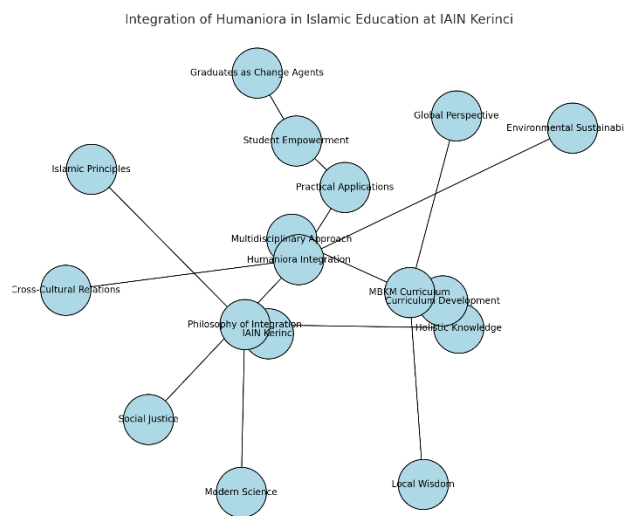 Integration of Humaniora in Islamic Education at IAIN Kerinci
Graduates as Change Agents
Global Perspective
Environmental Sustainabi
Student Empowerment
Islamic Principles
Practical Applications
Multidisciplinary Approach
Humaniora Integration
Cross-Cultural Relations
MBKM Curriculum
Curriculum Development
Philosophy of Integration
Holistic Knowledge
IAIN Kerinci
Social Justice
Local Wisdom
Modern Science